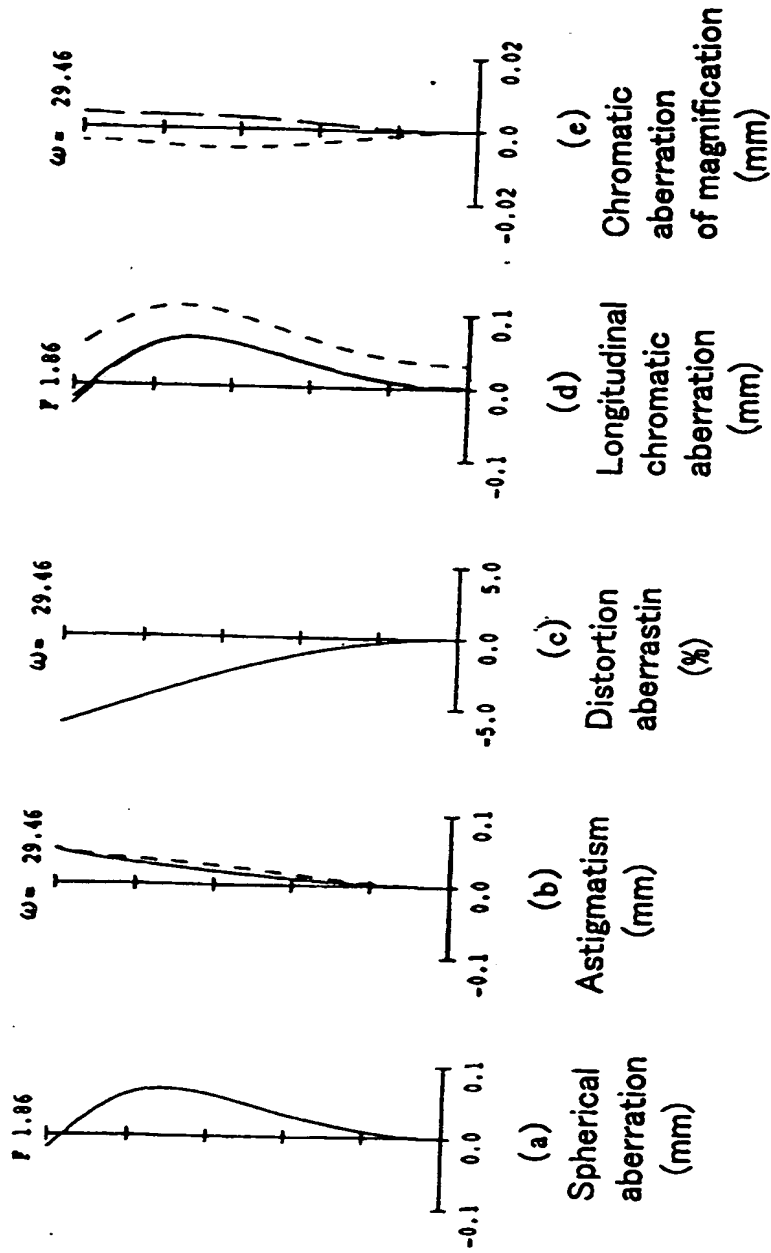 F 1.86
-0.1 0.0 0.1
(a)
Spherical
aberration
(mm)
ω= 29.46
-0.1 0.0 0.1
(b)
Astigmatism
(mm)
ω= 29.46
-5.0 0.0 5.0
(c)
Distortion
aberrastin
(%)
F 1.86
-0.1 0.0 0.1
(d)
Longitudinal
chromatic
aberration
(mm)
ω= 29.46
-0.02 0.0 0.02
(e)
Chromatic
aberration
of magnification
(mm)